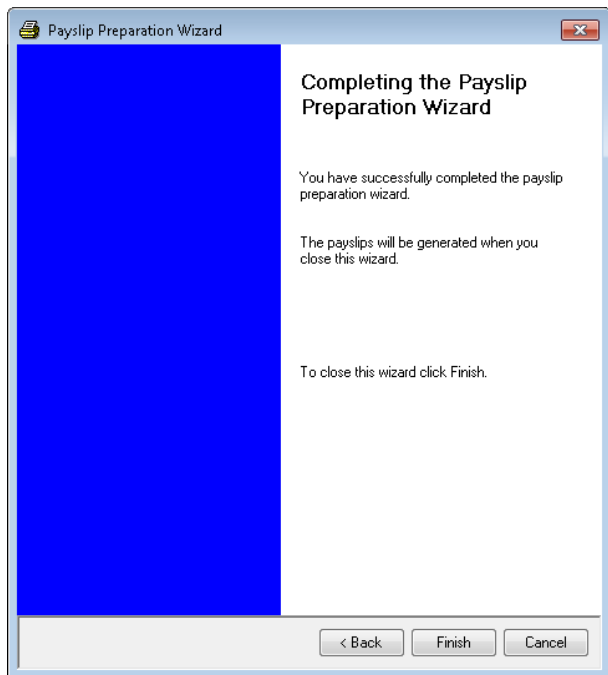 Payslip Preparation Wizard
Completing the Payslip
Preparation Wizard
You have successfully completed the payslip
preparation wizard.
The payslips will be generated when you
close this wizard.
To close this wizard click Finish.
< Back
Finish
Cancel